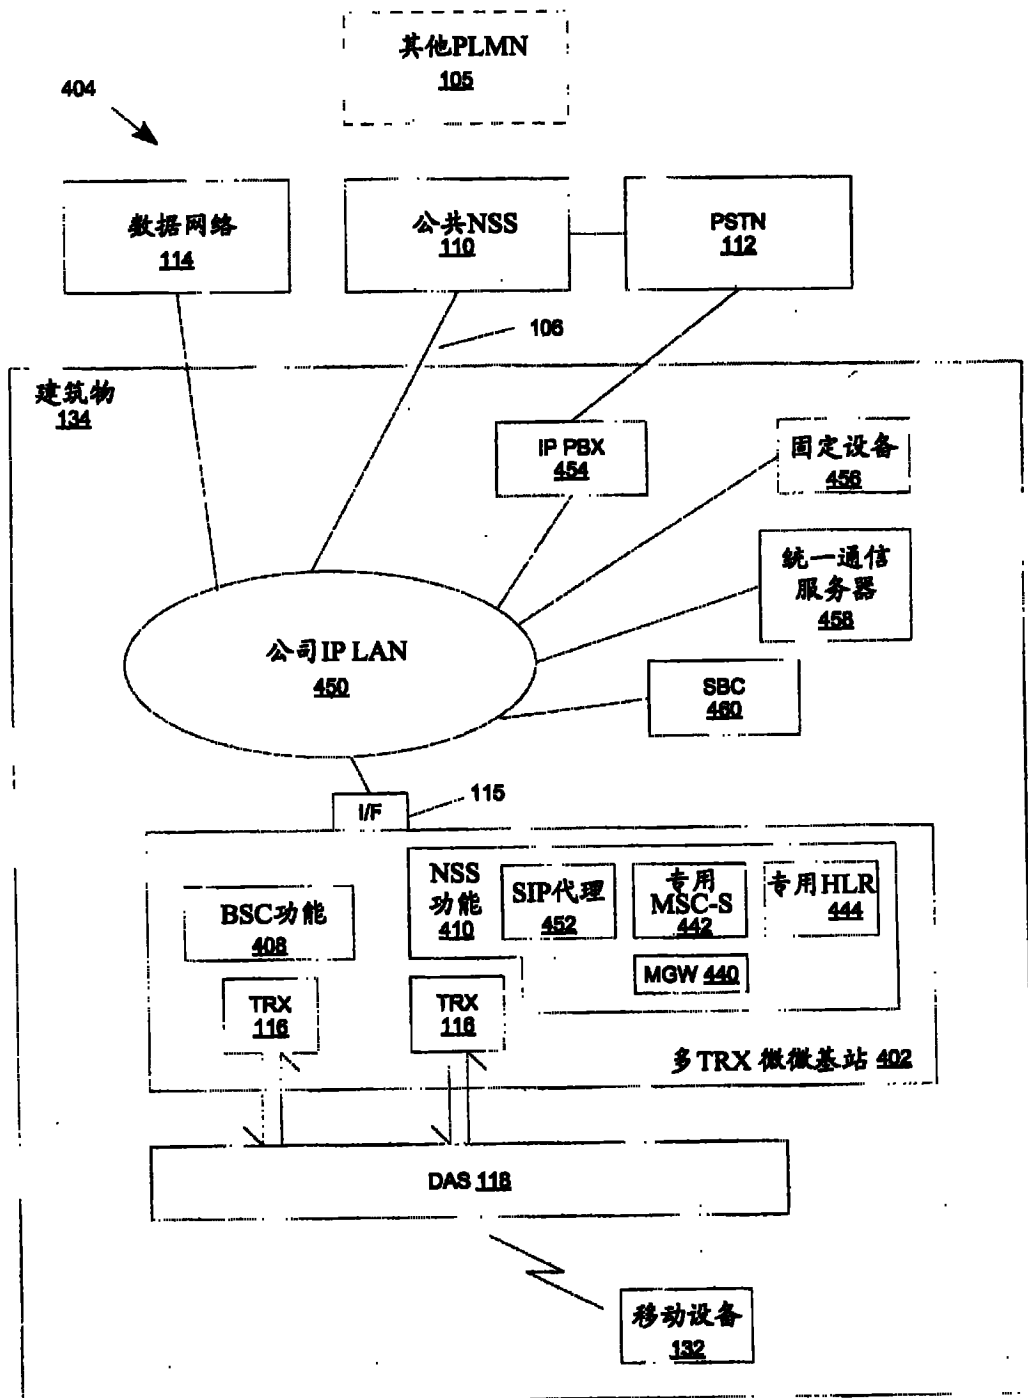 其他PLMN
105
404
数据网络
114
公共NSS
110
PSTN
112
106
建筑物
134
IP PBX
454
固定设备
456
统一通信
服务器
458
公司IP LAN
450
SBC
460
I/F
115
BSC功能
408
NSS
功能
410
SIP代理
452
专用
MSC-S
442
专用HLR
444
MGW 440
TRX
116
TRX
116
多TRX 微微基站 402
DAS 118
移动设备
132